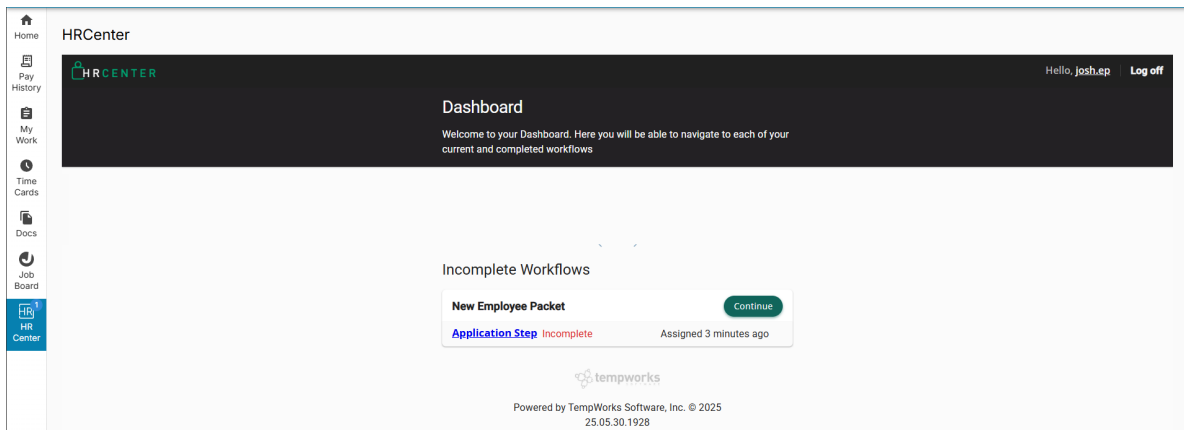 Home
Pay
History
My
Work
Time
Cards
Docs
Job
Board
HR 1
HR
Center
HRCenter
HRCENTER
Hello, josh.ep Log off
Dashboard
Welcome to your Dashboard. Here you will be able to navigate to each of your
current and completed workflows
Incomplete Workflows
New Employee Packet Continue
Application Step Incomplete Assigned 3 minutes ago
tempworks
Powered by TempWorks Software, Inc. © 2025
25.05.30.1928